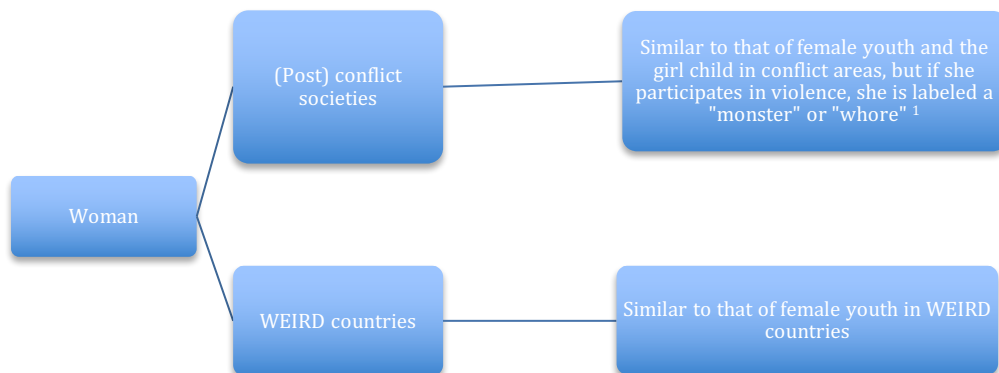 Woman
(Post) conflict
societies
Similar to that of female youth and the
girl child in conflict areas, but if she
participates in violence, she is labeled a
"monster" or "whore" ¹
WEIRD countries
Similar to that of female youth in WEIRD
countries